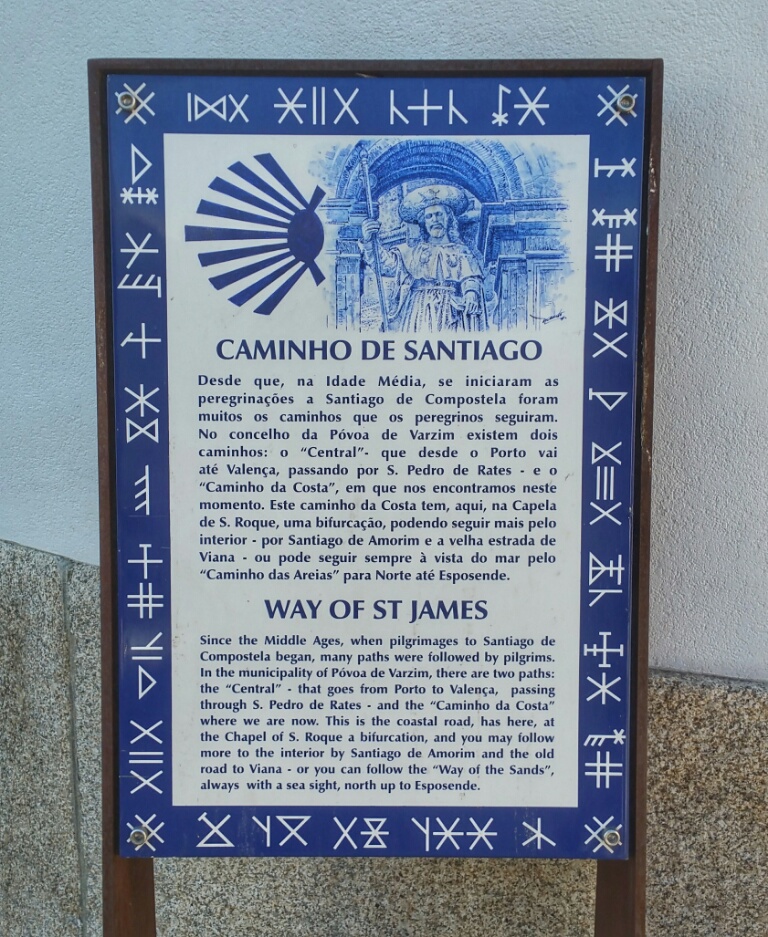 CAMINHO DE SANTIAGO
Desde que, na Idade Média, se iniciaram as
peregrinações a Santiago de Compostela foram
muitos os caminhos que os peregrinos seguiram.
No concelho da Póvoa de Varzim existem dois
caminhos: o “Central”- que desde o Porto vai
até Valença, passando por S. Pedro de Rates - e o
“Caminho da Costa”, em que nos encontramos neste
momento. Este caminho da Costa tem, aqui, na Capela
de S. Roque, uma bifurcação, podendo seguir mais pelo
interior - por Santiago de Amorim e a velha estrada de
Viana - ou pode seguir sempre à vista do mar pelo
“Caminho das Areias” para Norte até Esposende.
WAY OF ST JAMES
Since the Middle Ages, when pilgrimages to Santiago de
Compostela began, many paths were followed by pilgrims.
In the municipality of Póvoa de Varzim, there are two paths:
the “Central” - that goes from Porto to Valença, passing
through S. Pedro de Rates - and the “Caminho da Costa”
where we are now. This is the coastal road, has here, at
the Chapel of S. Roque a bifurcation, and you may follow
more to the interior by Santiago de Amorim and the old
road to Viana - or you can follow the “Way of the Sands”,
always with a sea sight, north up to Esposende.